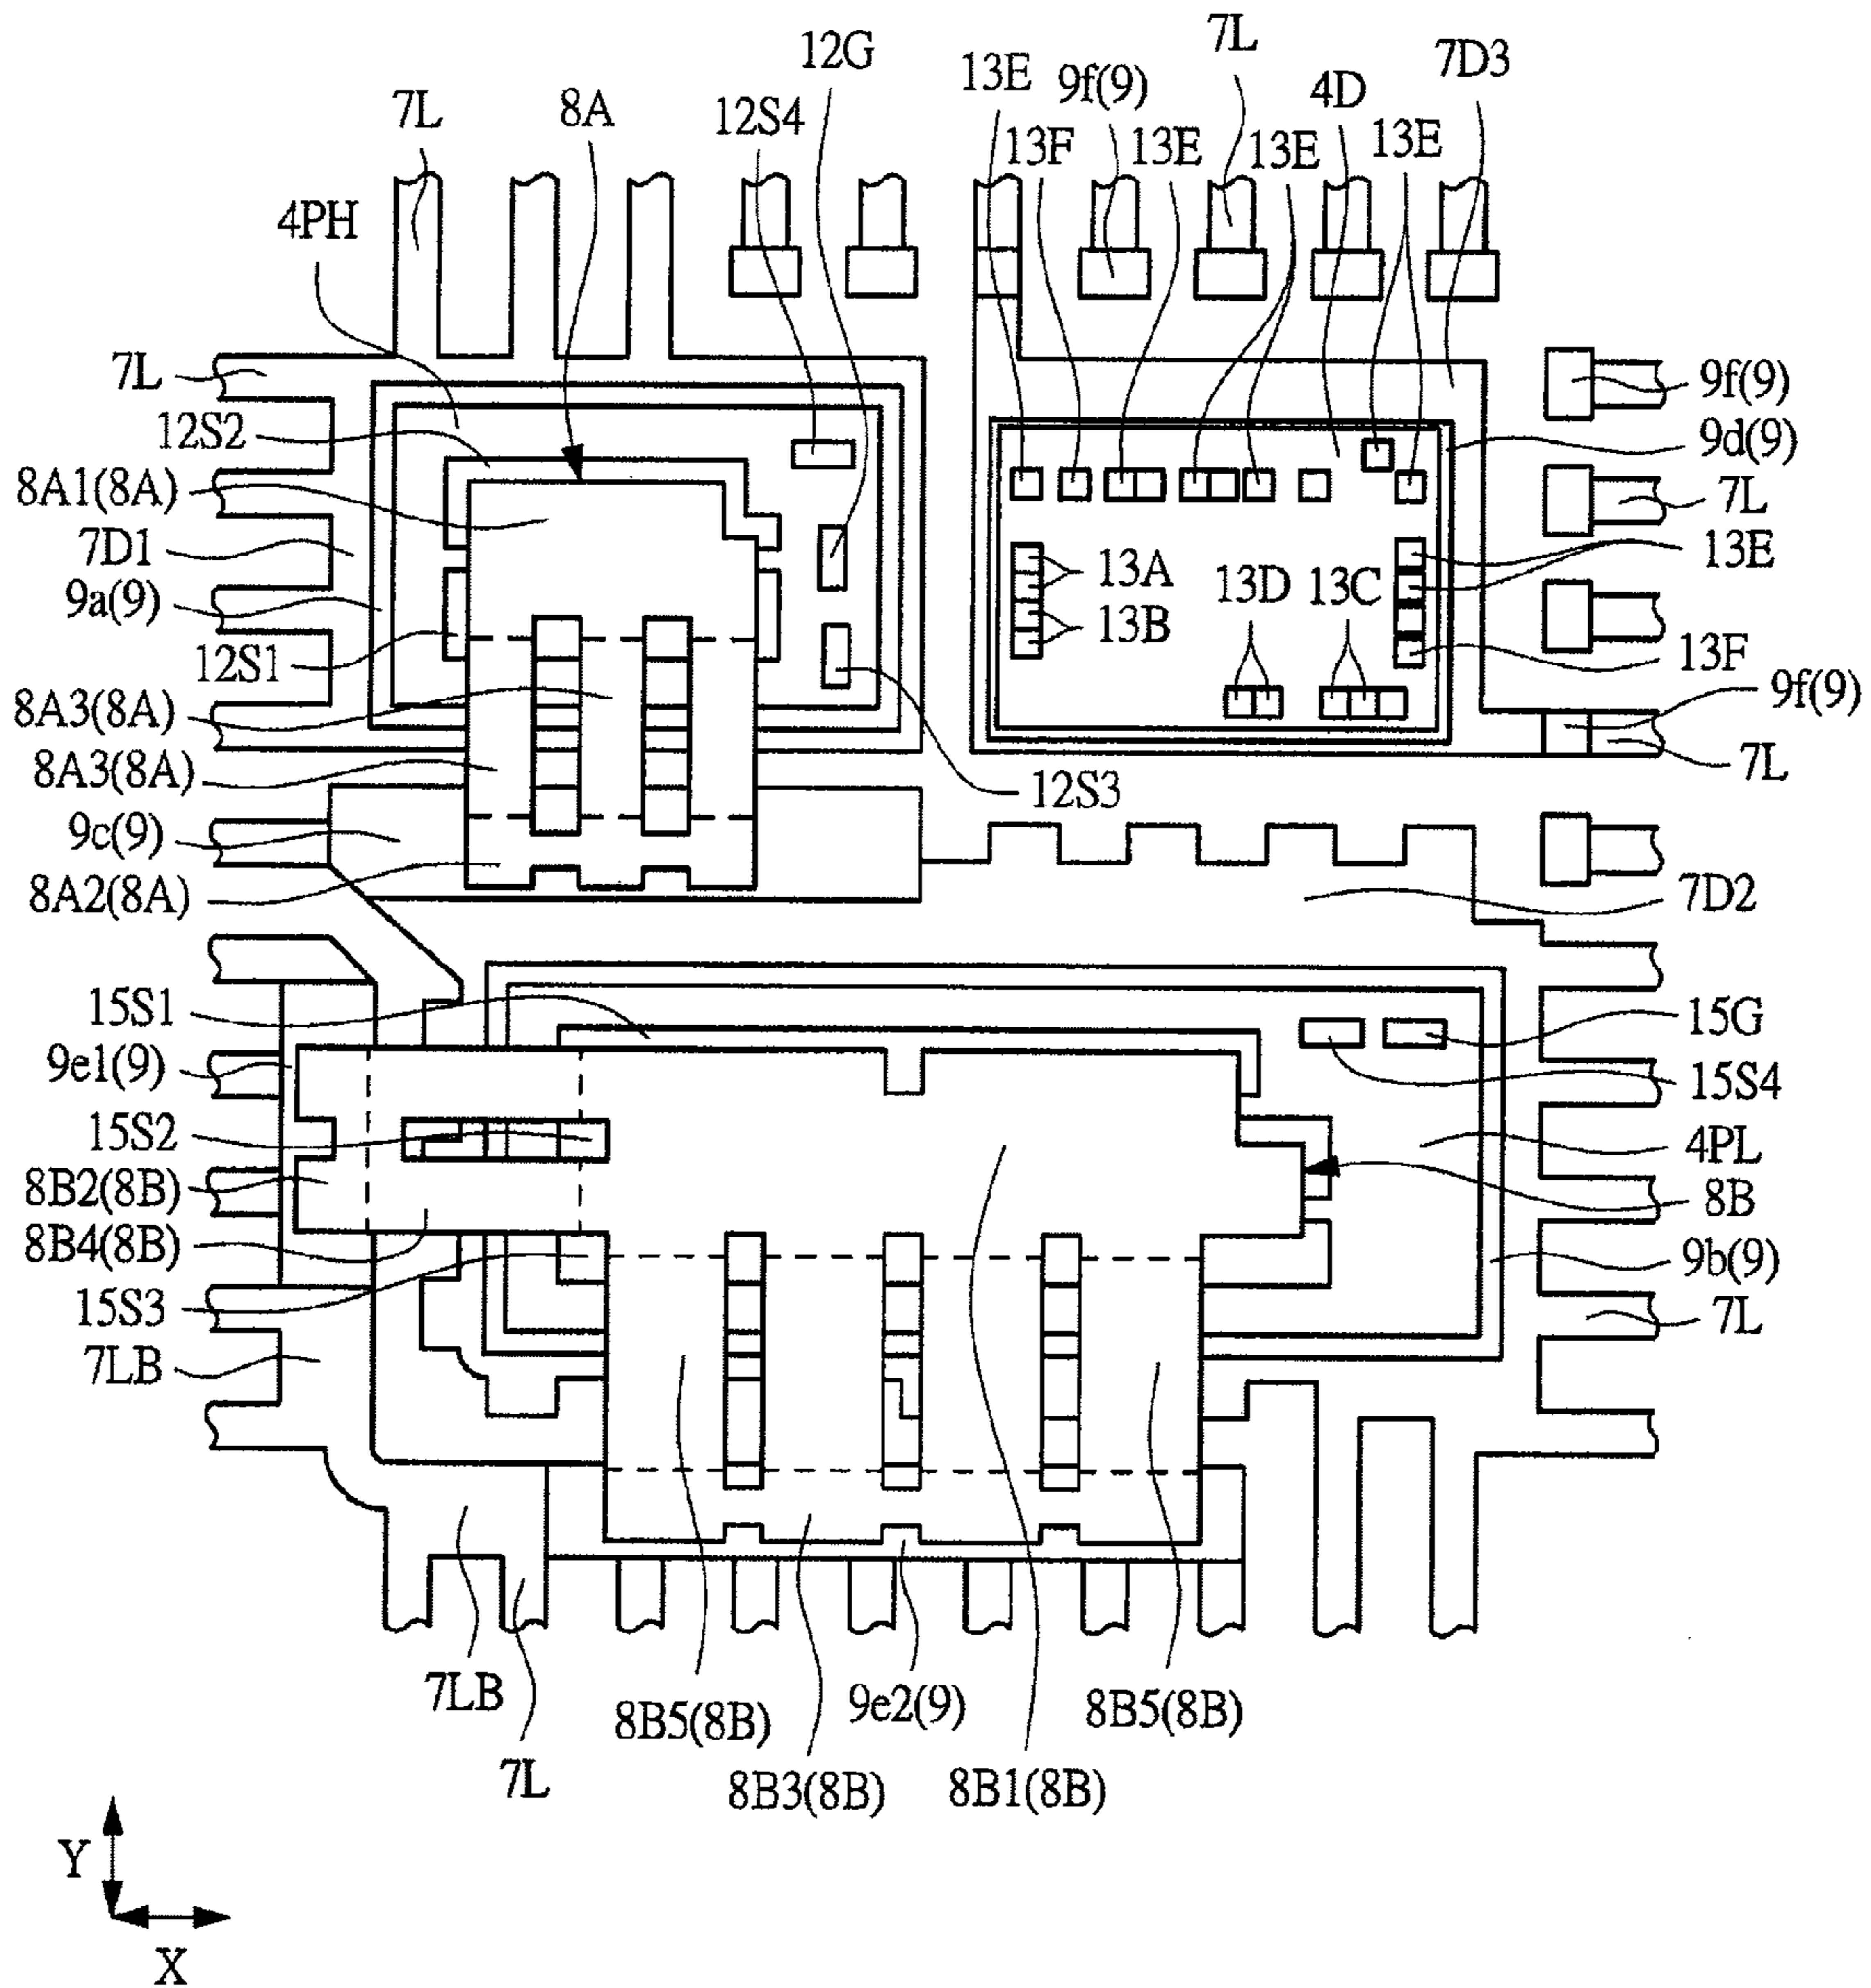 12G
7L
7D3
13E
9f(9)
4D
7L
8A
12S4
13F
13E
13E
13E
4PH
7L
9f(9)
12S2
9d(9)
8A1(8A)
7L
7D1
13E
13A
13D
13C
9a(9)
13B
12S1
13F
8A3(8A)
9f(9)
8A3(8A)
7L
12S3
9c(9)
8A2(8A)
7D2
15S1
15G
9e1(9)
15S4
15S2
4PL
8B2(8B)
8B
8B4(8B)
9b(9)
15S3
7L
7LB
7LB
8B5(8B)
9e2(9)
8B5(8B)
7L
8B3(8B)
8B1(8B)
Y
X